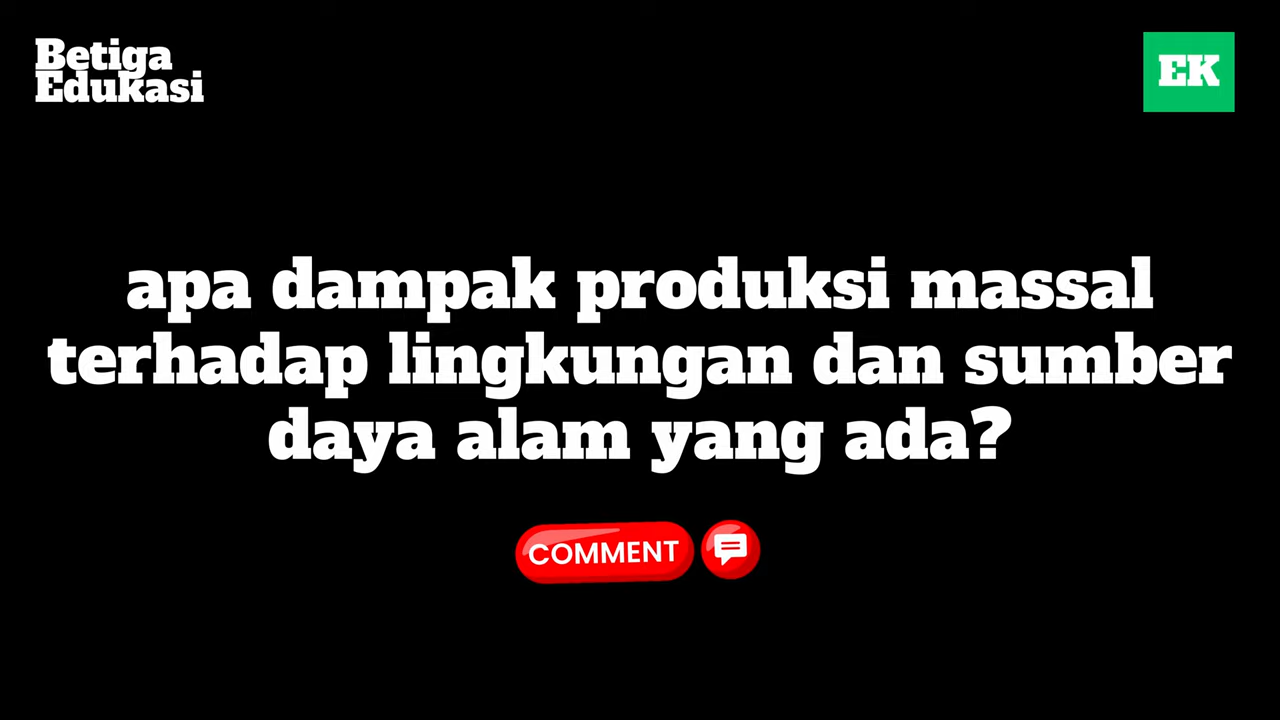 Betiga
Edukasi
EK
apa dampak produksi massal
terhadap lingkungan dan sumber
daya alam yang ada?
COMMENT